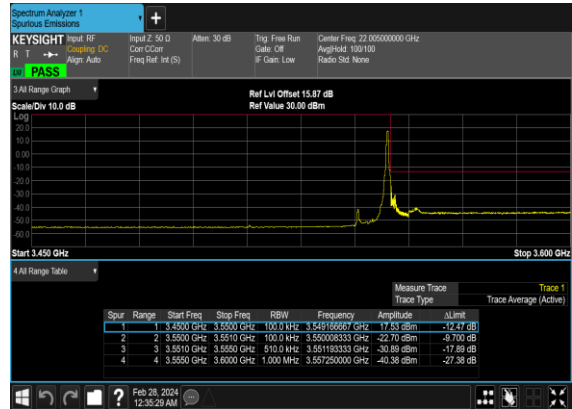 Spectrum Analyzer 1
Spurious Emissions
+
KEYSIGHT Input: RF Input Z: 50 Ω Atten: 30 dB Trig: Free Run Center Freq: 22.005000000 GHz
R T Coupling: DC Corr CCorr Gate: Off Avg|Hold: 100/100
Align: Auto Freq Ref: Int (S) IF Gain: Low Radio Std: None
PASS
3 All Range Graph
Ref Lvl Offset 15.87 dB
Scale/Div 10.0 dB Ref Value 30.00 dBm
Log
20.0
10.0
0.00
-10.0
-20.0
-30.0
-40.0
-50.0
-60.0
Start 3.450 GHz Stop 3.600 GHz
4 All Range Table
Measure Trace Trace 1
Trace Type Trace Average (Active)
Spur Range Start Freq Stop Freq RBW Frequency Amplitude ΔLimit
1 1 3.4500 GHz 3.5500 GHz 100.0 kHz 3.549166667 GHz 17.53 dBm -12.47 dB
2 2 3.5500 GHz 3.5510 GHz 100.0 kHz 3.550008333 GHz -22.70 dBm -9.700 dB
3 3 3.5510 GHz 3.5550 GHz 510.0 kHz 3.551193333 GHz -30.89 dBm -17.89 dB
4 4 3.5550 GHz 3.6000 GHz 1.000 MHz 3.557250000 GHz -40.38 dBm -27.38 dB
? Feb 28, 2024
12:35:29 AM